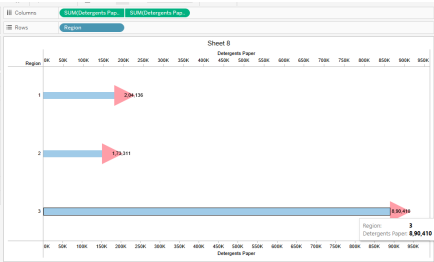 Columns SUM(Detergents Pap.. SUM(Detergents Pap..
Rows Region
Sheet 8
Detergents Paper
Region 0K 50K 100K 150K 200K 250K 300K 350K 400K 450K 500K 550K 600K 650K 700K 750K 800K 850K 900K 950K
1 2,04,136
2 1,73,311
3 8,90,410
Region: 3
Detergents Paper: 8,90,410
0K 50K 100K 150K 200K 250K 300K 350K 400K 450K 500K 550K 600K 650K 700K 750K 800K 850K 900K 950K
Detergents Paper